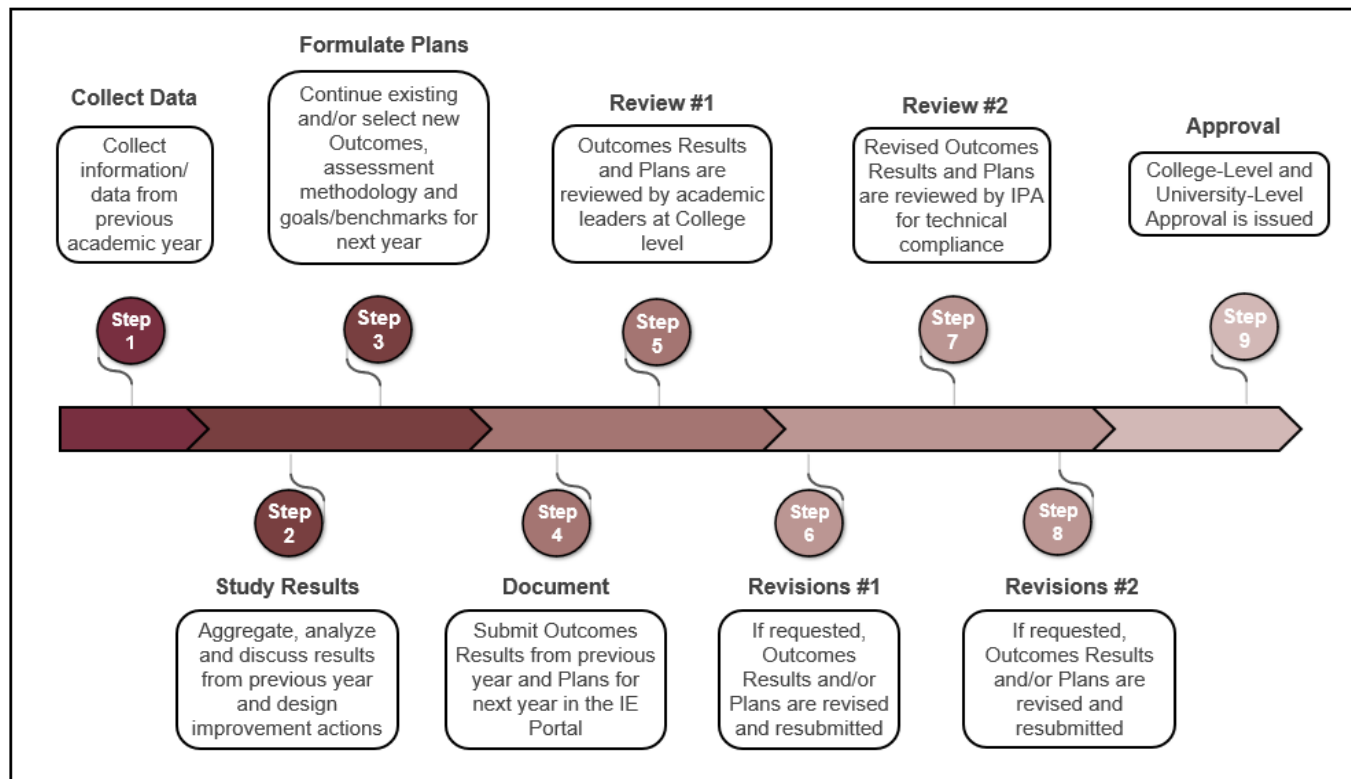 Collect Data
Collect
information/
data from
previous
academic year
Step
1
Formulate Plans
Continue existing
and/or select new
Outcomes,
assessment
methodology and
goals/benchmarks for
next year
Step
3
Review #1
Outcomes Results
and Plans are
reviewed by academic
leaders at College
level
Step
5
Review #2
Revised Outcomes
Results and Plans
are reviewed by IPA
for technical
compliance
Step
7
Approval
College-Level and
University-Level
Approval is issued
Step
9
Step
2
Study Results
Aggregate, analyze
and discuss results
from previous year
and design
improvement actions
Step
4
Document
Submit Outcomes
Results from previous
year and Plans for
next year in the IE
Portal
Step
6
Revisions #1
If requested,
Outcomes
Results and/or
Plans are revised
and resubmitted
Step
8
Revisions #2
If requested,
Outcomes Results
and/or Plans are
revised and
resubmitted